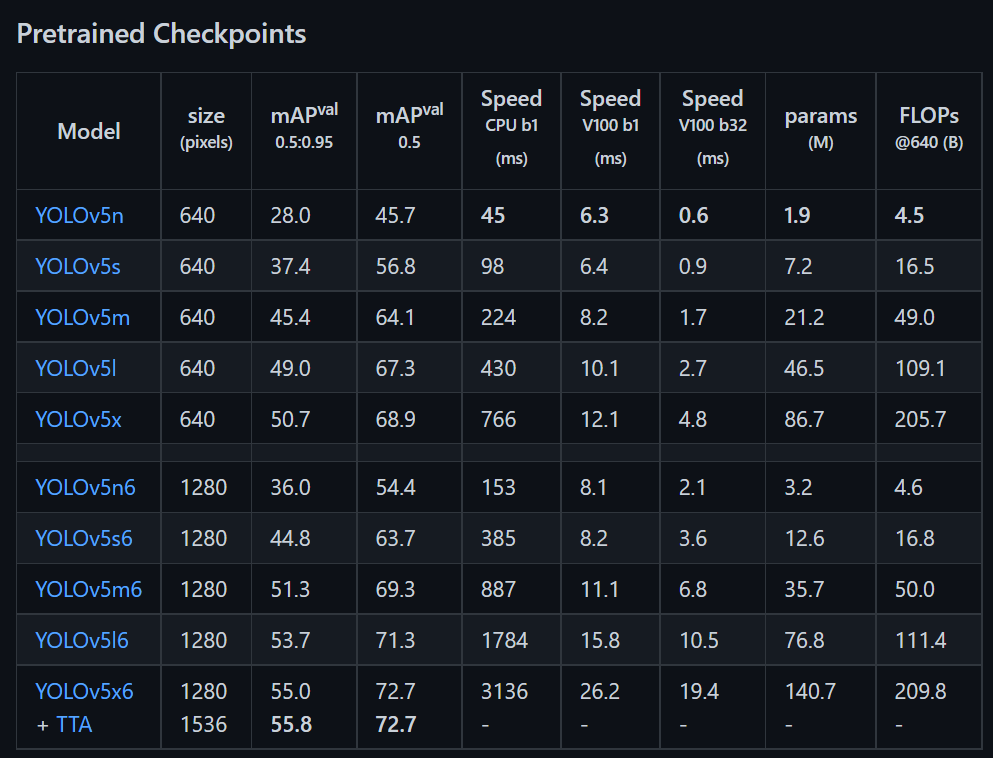 Pretrained Checkpoints
Model size (pixels) mAPval 0.5:0.95 mAPval 0.5 Speed CPU b1 (ms) Speed V100 b1 (ms) Speed V100 b32 (ms) params (M) FLOPs @640 (B)
YOLOv5n 640 28.0 45.7 45 6.3 0.6 1.9 4.5
YOLOv5s 640 37.4 56.8 98 6.4 0.9 7.2 16.5
YOLOv5m 640 45.4 64.1 224 8.2 1.7 21.2 49.0
YOLOv5l 640 49.0 67.3 430 10.1 2.7 46.5 109.1
YOLOv5x 640 50.7 68.9 766 12.1 4.8 86.7 205.7
YOLOv5n6 1280 36.0 54.4 153 8.1 2.1 3.2 4.6
YOLOv5s6 1280 44.8 63.7 385 8.2 3.6 12.6 16.8
YOLOv5m6 1280 51.3 69.3 887 11.1 6.8 35.7 50.0
YOLOv5l6 1280 53.7 71.3 1784 15.8 10.5 76.8 111.4
YOLOv5x6 1280 55.0 72.7 3136 26.2 19.4 140.7 209.8
+ TTA 1536 55.8 72.7 - - - - -